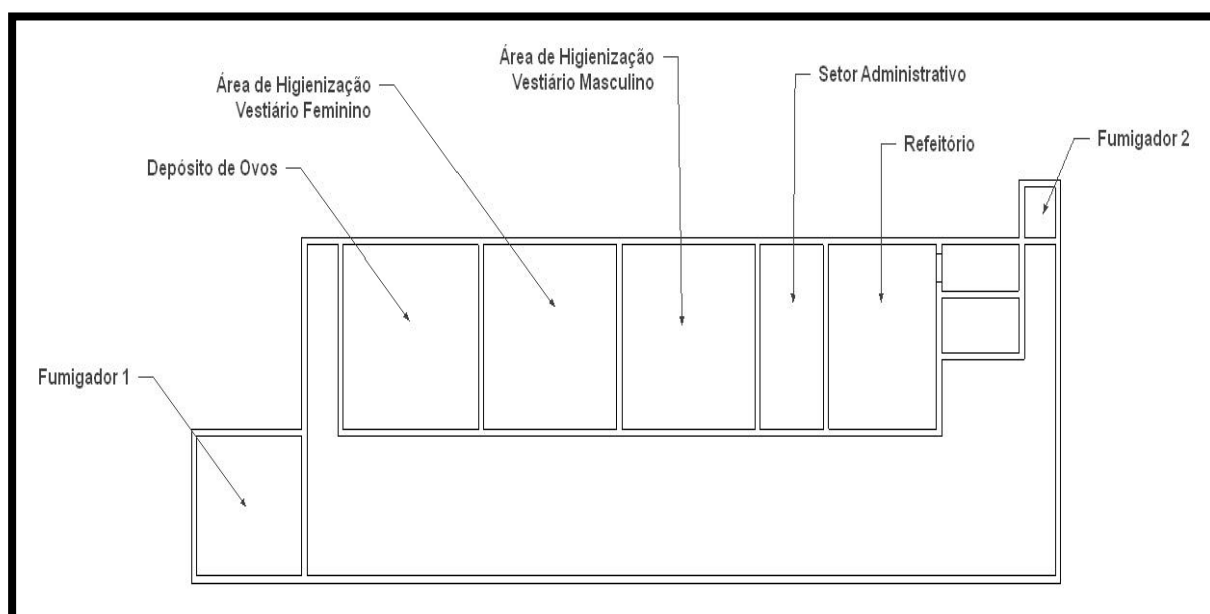 Área de Higienização
Vestiário Masculino
Setor Administrativo
Área de Higienização
Vestiário Feminino
Refeitório
Fumigador 2
Depósito de Ovos
Fumigador 1